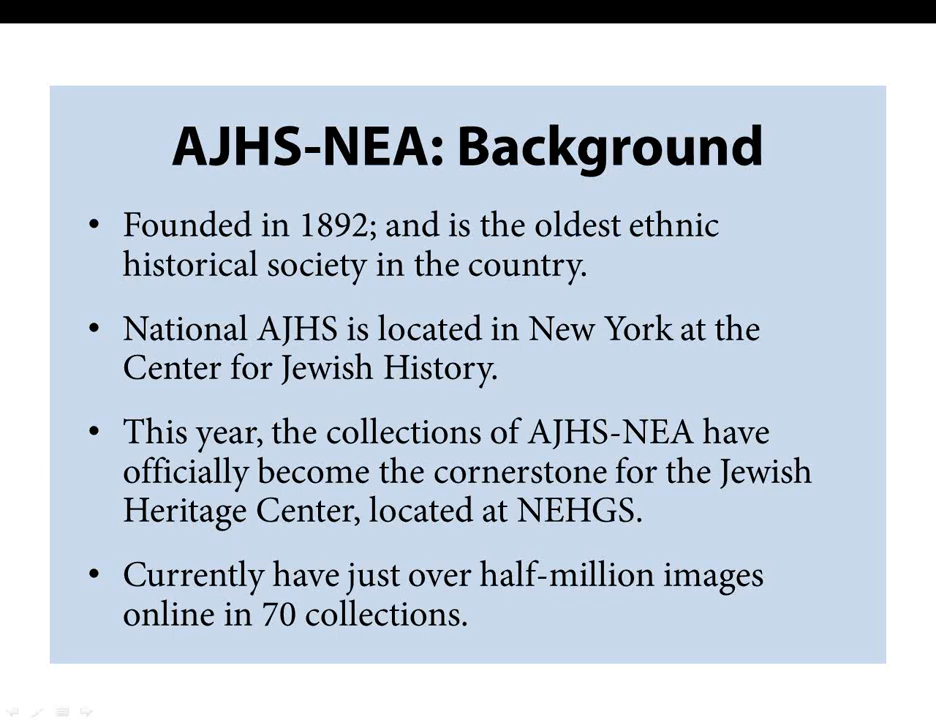 AJHS-NEA: Background
• Founded in 1892; and is the oldest ethnic
historical society in the country.
• National AJHS is located in New York at the
Center for Jewish History.
• This year, the collections of AJHS-NEA have
officially become the cornerstone for the Jewish
Heritage Center, located at NEHGS.
• Currently have just over half-million images
online in 70 collections.